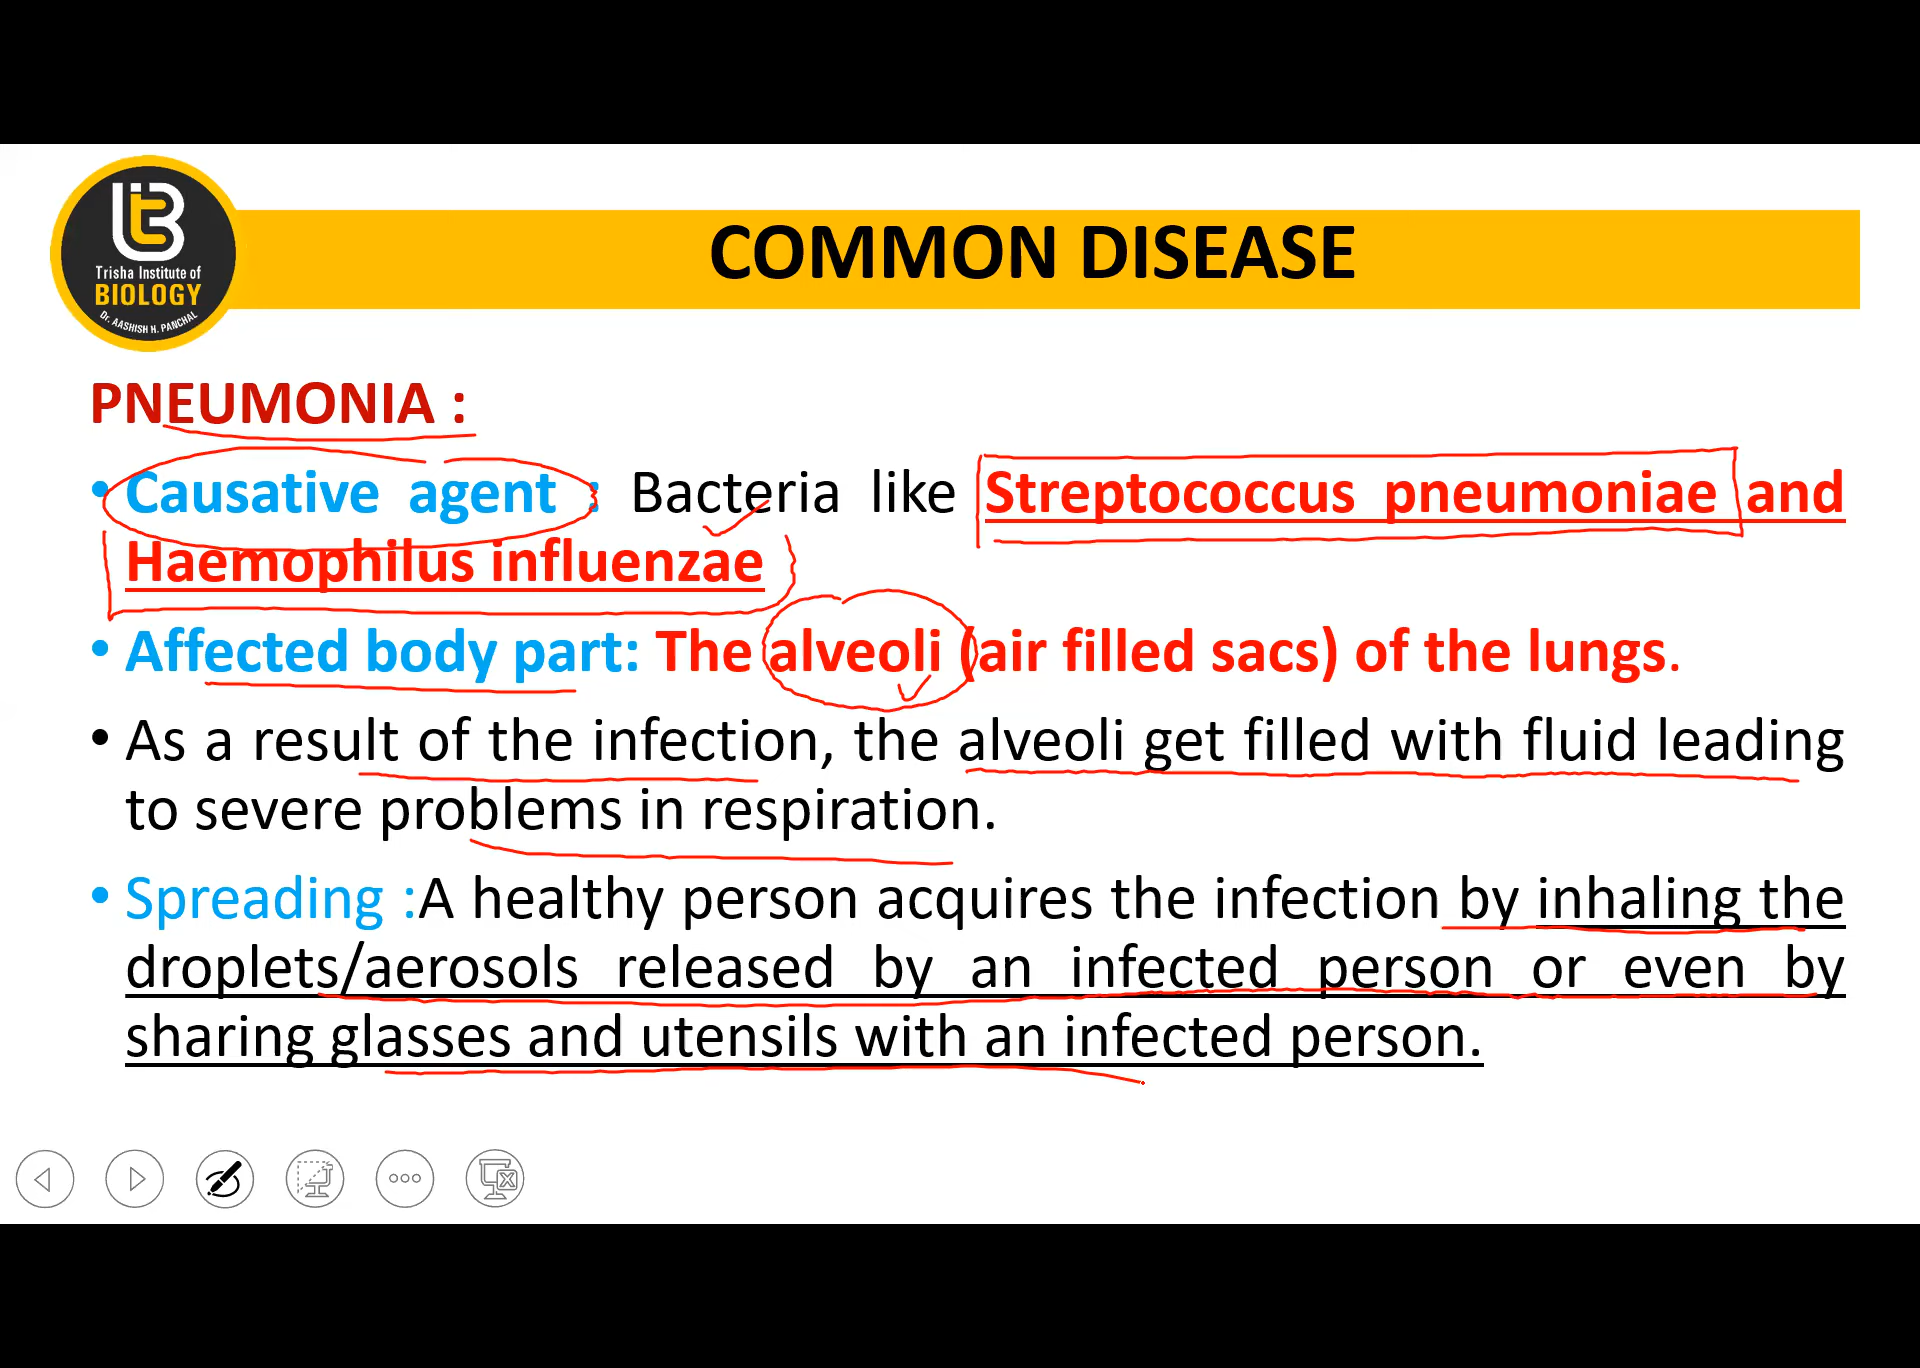 Trisha Institute of
BIOLOGY
Dr. AASHISH H. PANCHAL
COMMON DISEASE
PNEUMONIA :
• Causative agent : Bacteria like Streptococcus pneumoniae and
Haemophilus influenzae
• Affected body part: The alveoli (air filled sacs) of the lungs.
• As a result of the infection, the alveoli get filled with fluid leading
to severe problems in respiration.
• Spreading :A healthy person acquires the infection by inhaling the
droplets/aerosols released by an infected person or even by
sharing glasses and utensils with an infected person.